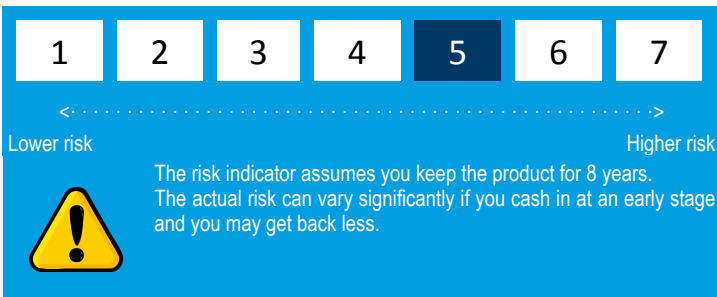 1 2 3 4 5 6 7
Lower risk Higher risk
The risk indicator assumes you keep the product for 8 years.
The actual risk can vary significantly if you cash in at an early stage
and you may get back less.